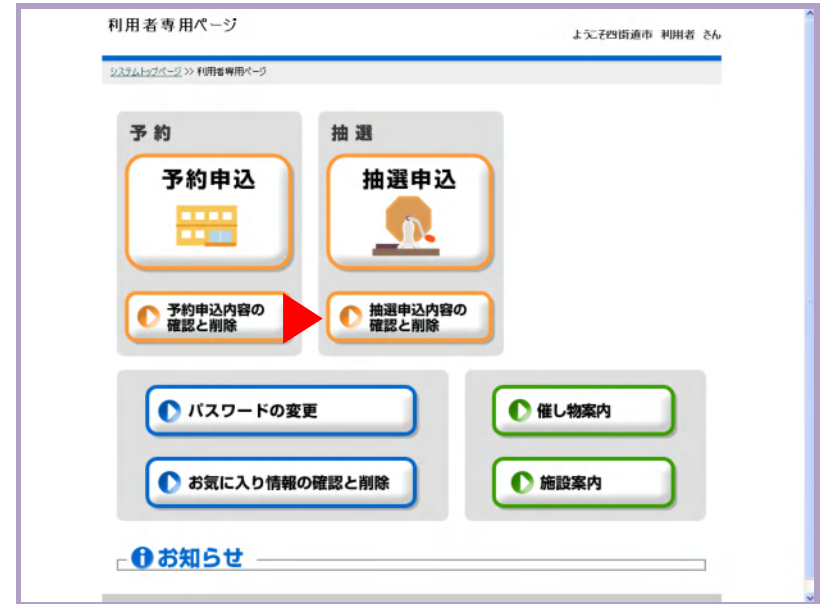 利用者専用ページ
ようこそ四街道市 利用者 さん
システムトップページ >> 利用者専用ページ
予約
抽選
予約申込
抽選申込
予約申込内容の
確認と削除
抽選申込内容の
確認と削除
パスワードの変更
催し物案内
お気に入り情報の確認と削除
施設案内
お知らせ